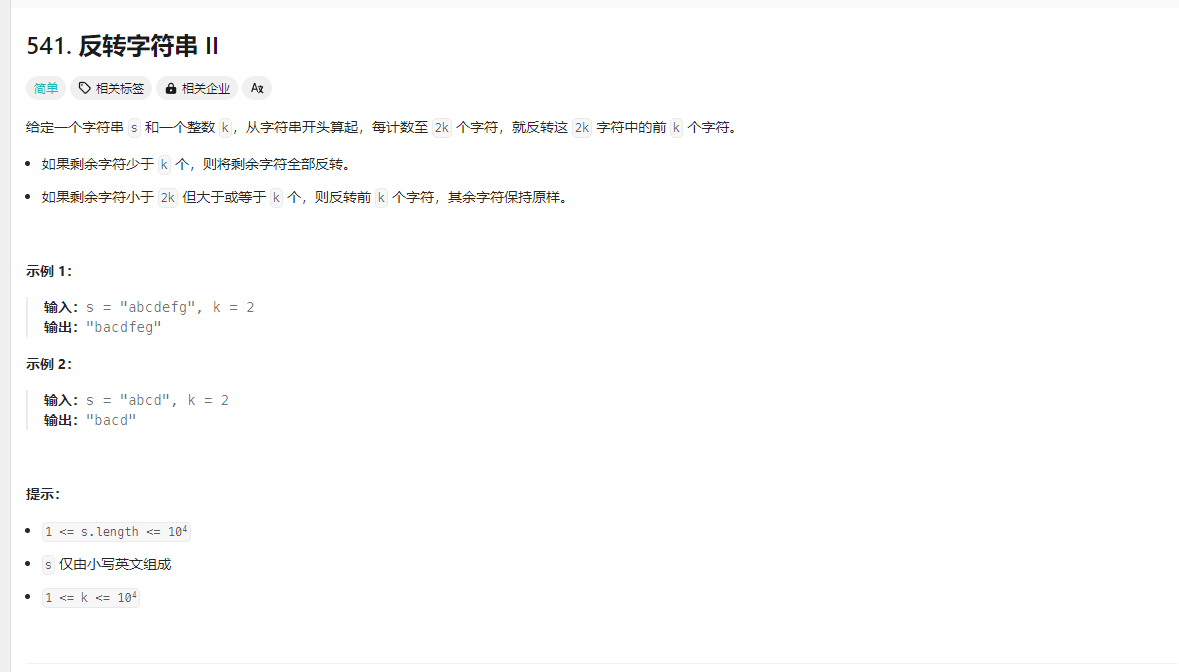 541. 反转字符串 II
简单 相关标签 相关企业 Ax
给定一个字符串 s 和一个整数 k，从字符串开头算起，每计数至 2k 个字符，就反转这 2k 字符中的前 k 个字符。
如果剩余字符少于 k 个，则将剩余字符全部反转。
如果剩余字符小于 2k 但大于或等于 k 个，则反转前 k 个字符，其余字符保持原样。
示例 1：
输入：s = "abcdefg", k = 2
输出："bacdfeg"
示例 2：
输入：s = "abcd", k = 2
输出："bacd"
提示：
1 <= s.length <= 10⁴
s 仅由小写英文组成
1 <= k <= 10⁴